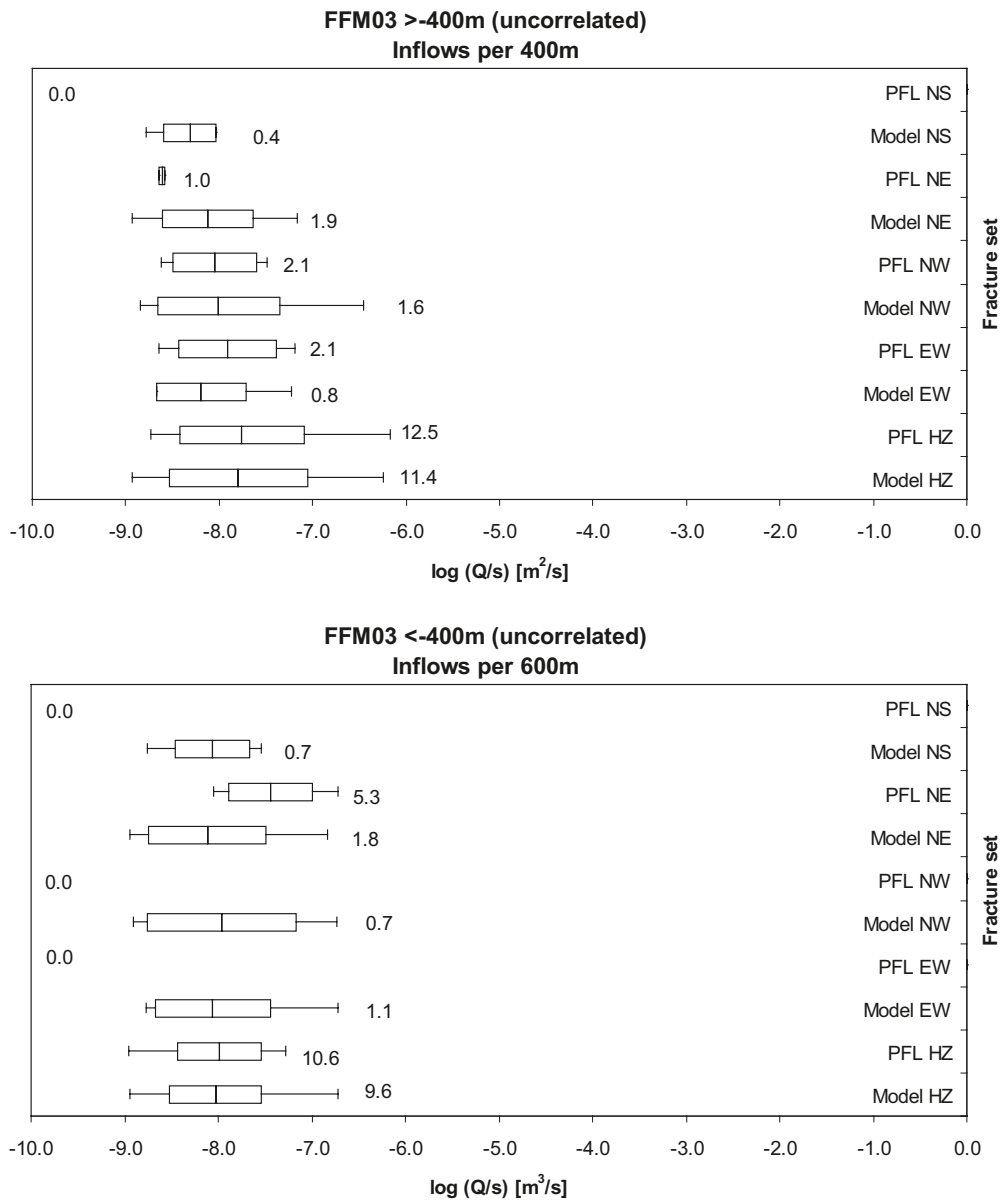 FFM03 >-400m (uncorrelated)
Inflows per 400m
0.0 PFL NS
0.4 Model NS
1.0 PFL NE
1.9 Model NE
2.1 PFL NW
1.6 Model NW
2.1 PFL EW
0.8 Model EW
12.5 PFL HZ
11.4 Model HZ
Fracture set
-10.0 -9.0 -8.0 -7.0 -6.0 -5.0 -4.0 -3.0 -2.0 -1.0 0.0
log (Q/s) [m²/s]
FFM03 <-400m (uncorrelated)
Inflows per 600m
0.0 PFL NS
0.7 Model NS
5.3 PFL NE
1.8 Model NE
0.0 PFL NW
0.7 Model NW
0.0 PFL EW
1.1 Model EW
10.6 PFL HZ
9.6 Model HZ
Fracture set
-10.0 -9.0 -8.0 -7.0 -6.0 -5.0 -4.0 -3.0 -2.0 -1.0 0.0
log (Q/s) [m³/s]